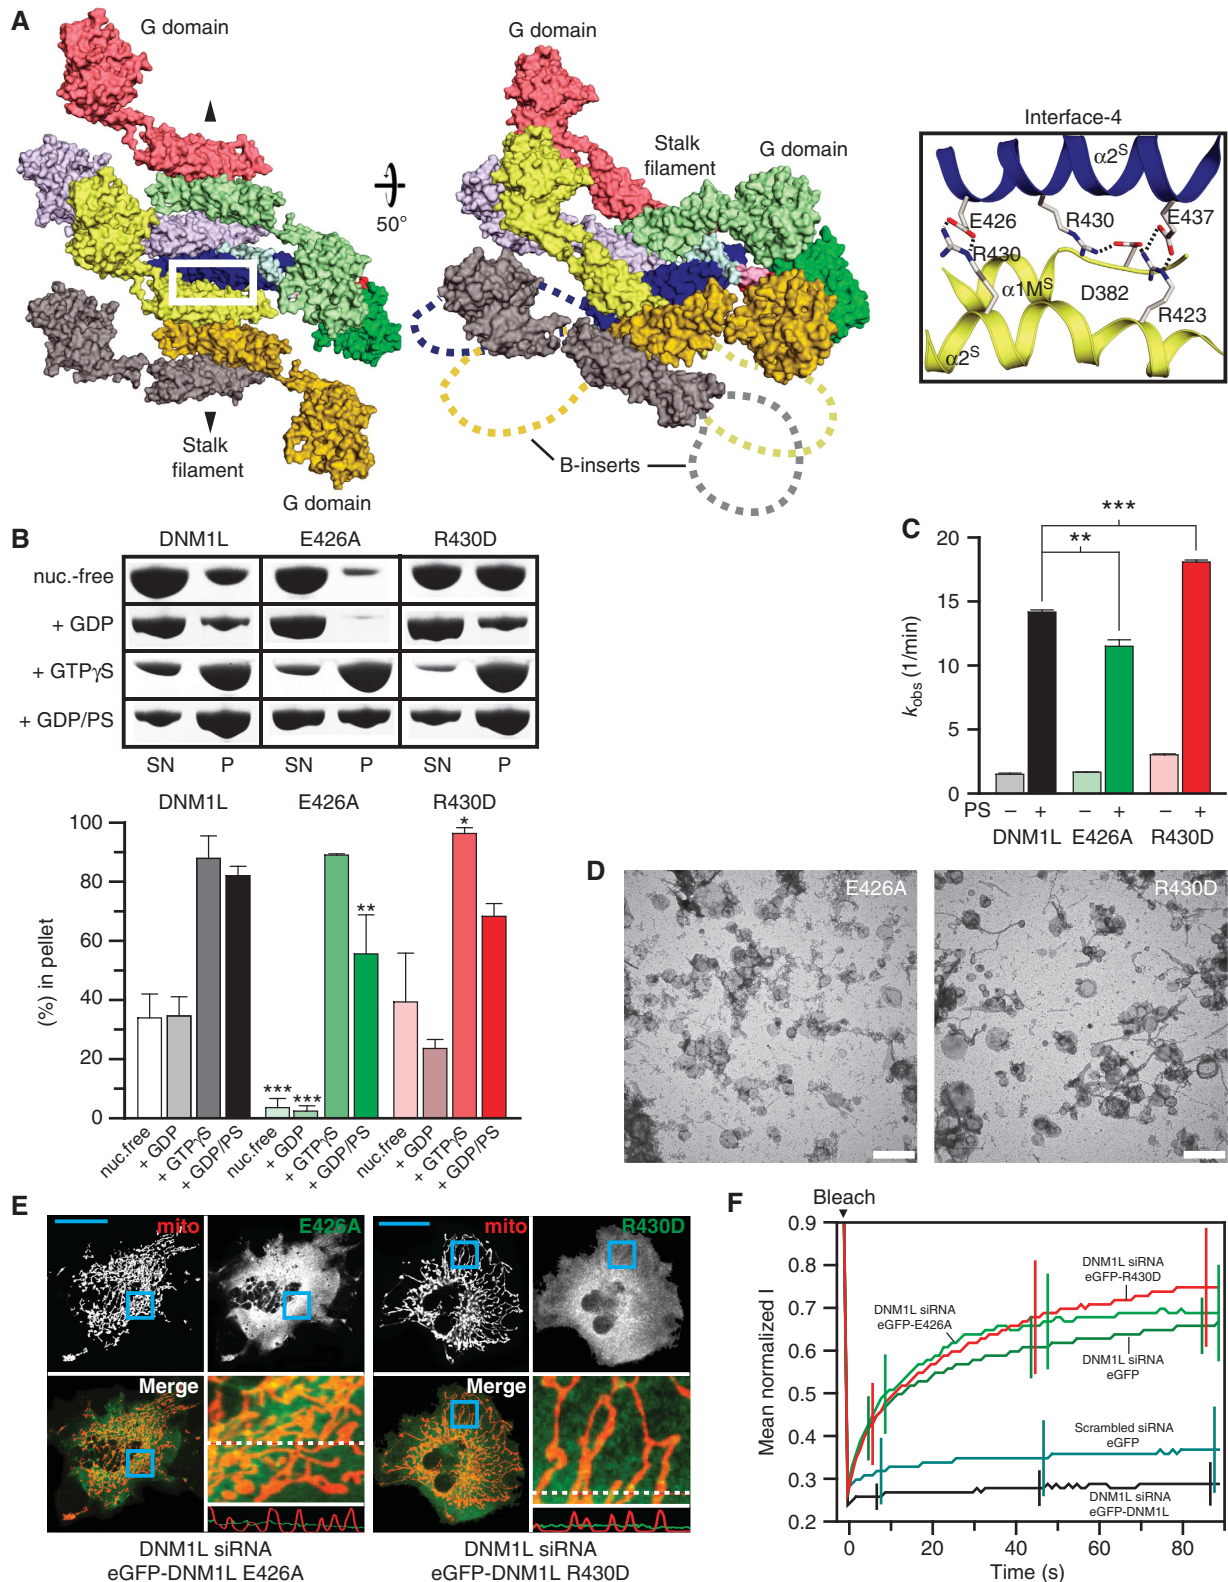 A
G domain
G domain
50°
Stalk
filament
G domain
Interface-4
α2S
E426
R430
E437
R430
α1MS
D382
R423
α2S
Stalk
filament
B-inserts
G domain
B
DNM1L E426A R430D
nuc.-free
+ GDP
+ GTPγS
+ GDP/PS
SN P SN P SN P
DNM1L E426A R430D
(%) in pellet
100
80
60
40
20
0
*** *** ** *
nuc.free + GDP + GTPγS + GDP/PS nuc.free + GDP + GTPγS + GDP/PS nuc.free + GDP + GTPγS + GDP/PS
C
***
**
kobs (1/min)
20
15
10
5
0
PS – + – + – +
DNM1L E426A R430D
D
E426A
R430D
E
mito
E426A
mito
R430D
Merge
Merge
DNM1L siRNA
eGFP-DNM1L E426A
DNM1L siRNA
eGFP-DNM1L R430D
F
Bleach
Mean normalized I
0.9
0.7
0.5
0.4
0.3
0.2
DNM1L siRNA
eGFP-R430D
DNM1L siRNA
eGFP-E426A
DNM1L siRNA
eGFP
Scrambled siRNA
eGFP
DNM1L siRNA
eGFP-DNM1L
0 20 40 60 80
Time (s)